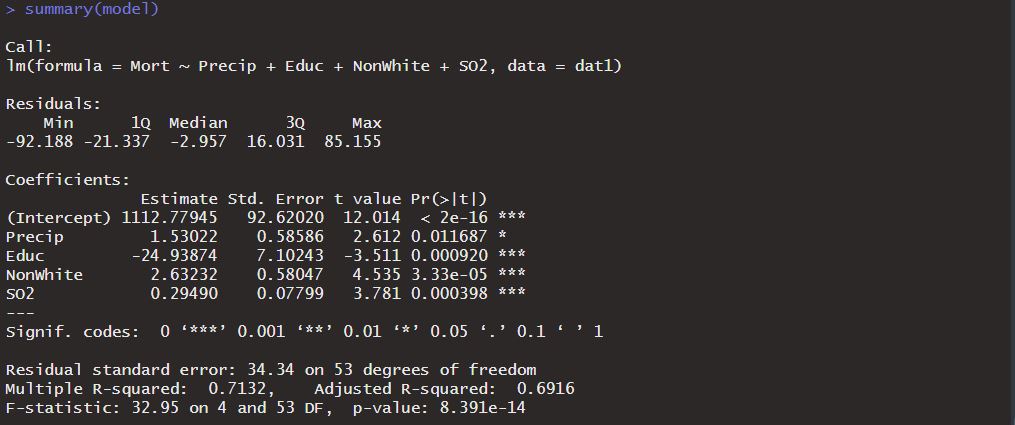 > summary(model)
Call:
lm(formula = Mort ~ Precip + Educ + NonWhite + SO2, data = dat1)
Residuals:
    Min      1Q  Median      3Q     Max
-92.188 -21.337  -2.957  16.031  85.155
Coefficients:
              Estimate Std. Error t value Pr(>|t|)
(Intercept) 1112.77945   92.62020  12.014  < 2e-16 ***
Precip         1.53022    0.58586   2.612 0.011687 *
Educ         -24.93874    7.10243  -3.511 0.000920 ***
NonWhite       2.63232    0.58047   4.535 3.33e-05 ***
SO2            0.29490    0.07799   3.781 0.000398 ***
---
Signif. codes:  0 ‘***’ 0.001 ‘**’ 0.01 ‘*’ 0.05 ‘.’ 0.1 ‘ ’ 1
Residual standard error: 34.34 on 53 degrees of freedom
Multiple R-squared:  0.7132,    Adjusted R-squared:  0.6916
F-statistic: 32.95 on 4 and 53 DF,  p-value: 8.391e-14